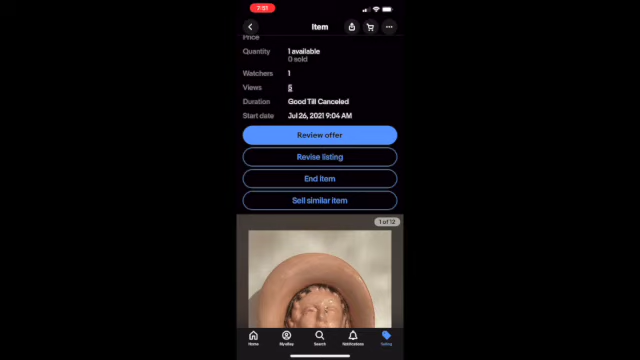 7:51
Item
Price
Quantity 1 available
0 sold
Watchers 1
Views 5
Duration Good Till Canceled
Start date Jul 26, 2021 9:04 AM
Review offer
Revise listing
End item
Sell similar item
1 of 12
Home My eBay Search Notifications Selling